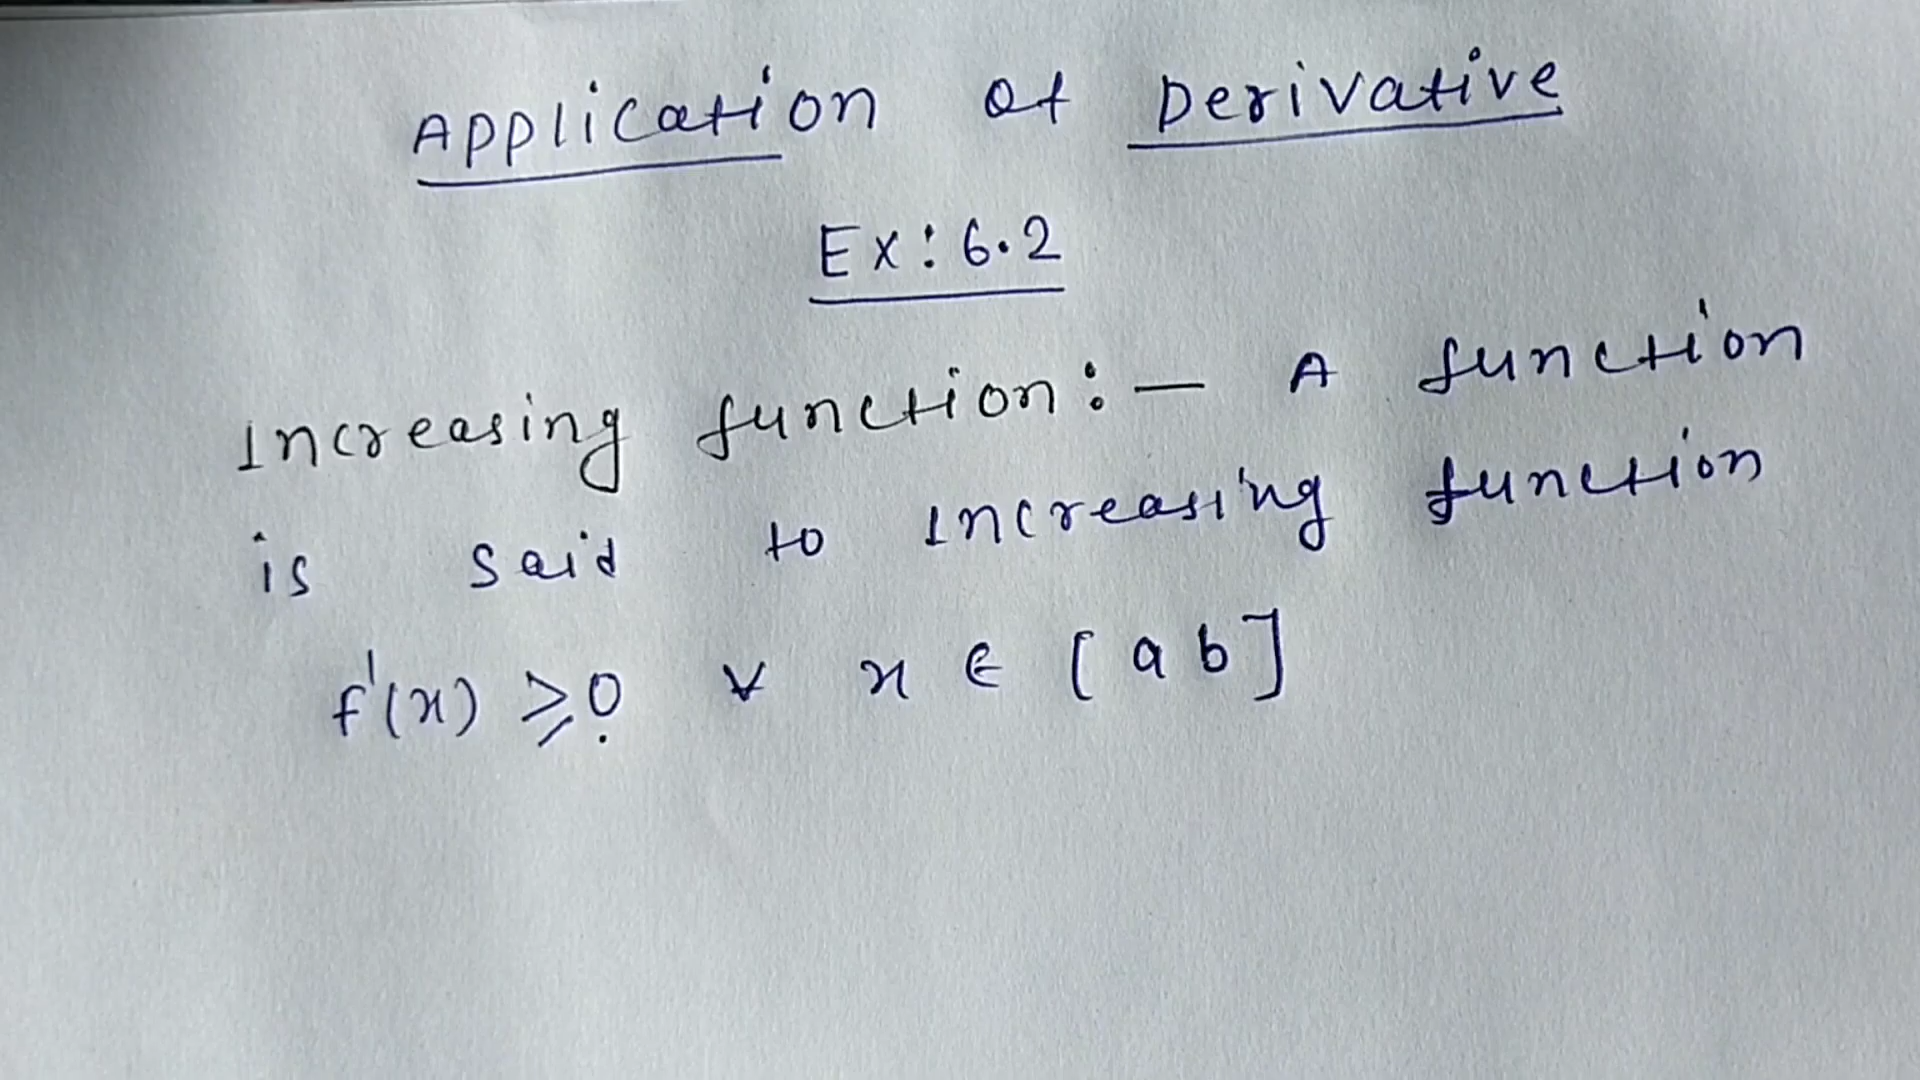 Application of Derivative
Ex: 6.2
Increasing function:— A function
is said to increasing function
f'(x) ⩾ 0 ∀ x ∈ [a b]